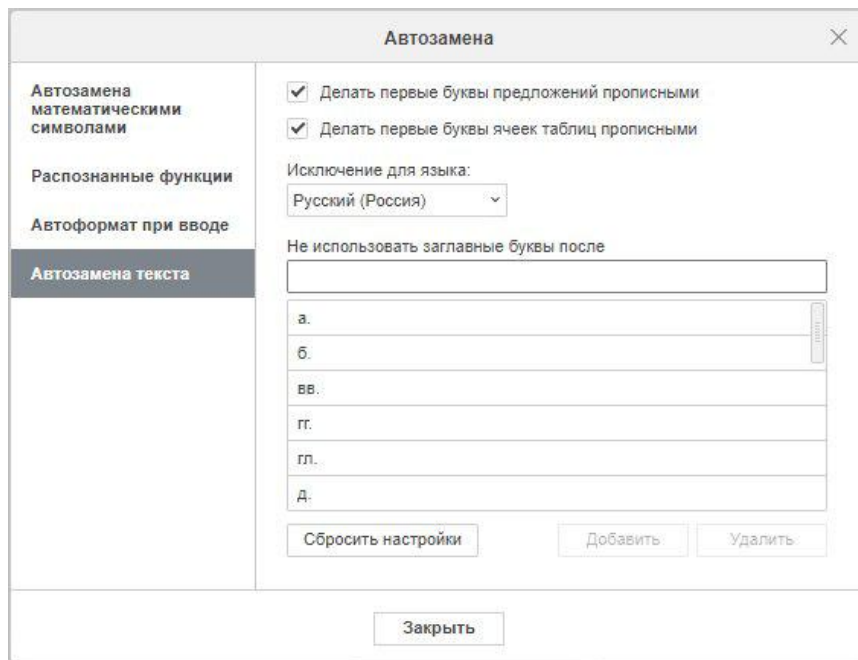 Автозамена
Автозамена
математическими
символами
Распознанные функции
Автоформат при вводе
Автозамена текста
Делать первые буквы предложений прописными
Делать первые буквы ячеек таблиц прописными
Исключение для языка:
Русский (Россия)
Не использовать заглавные буквы после
а.
б.
вв.
гг.
гл.
д.
Сбросить настройки
Добавить
Удалить
Закрыть